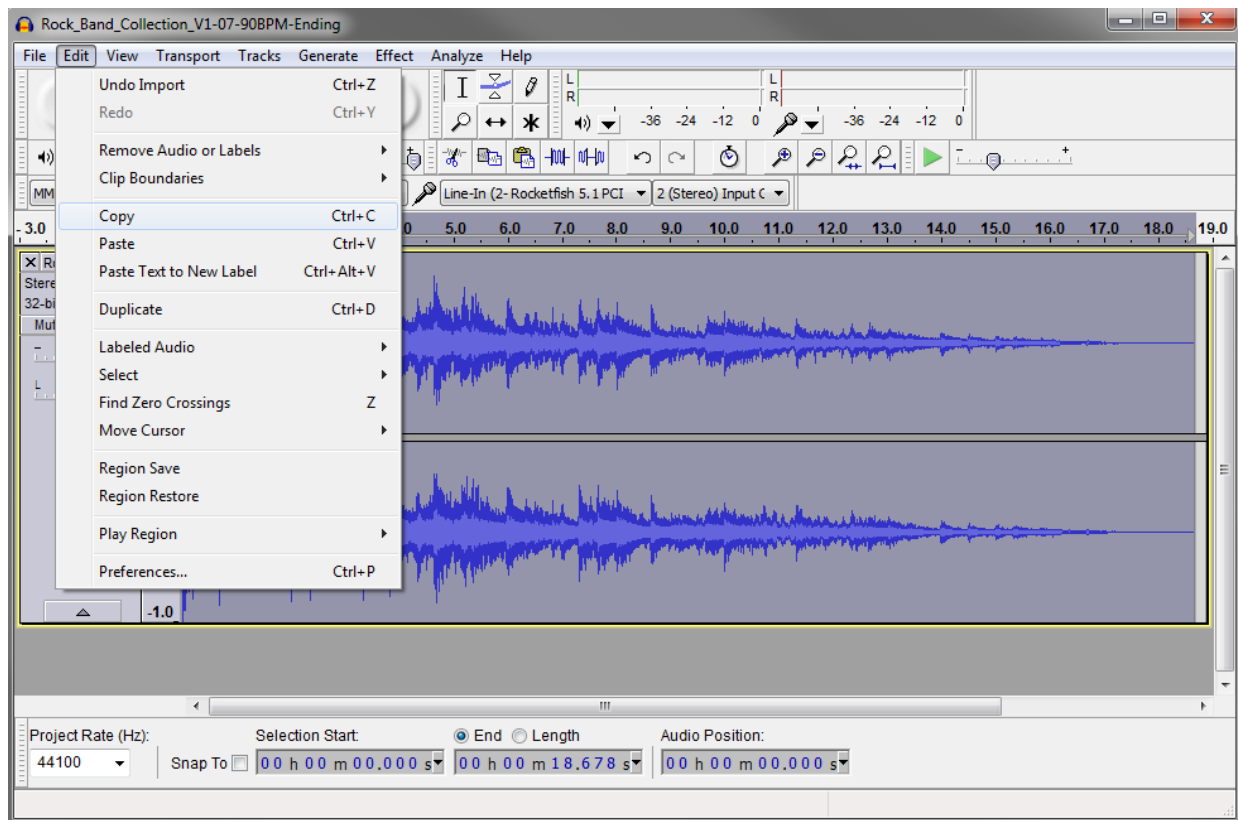 Rock_Band_Collection_V1-07-90BPM-Ending
File Edit View Transport Tracks Generate Effect Analyze Help
Undo Import Ctrl+Z
Redo Ctrl+Y
Remove Audio or Labels
Clip Boundaries
Copy Ctrl+C
Paste Ctrl+V
Paste Text to New Label Ctrl+Alt+V
Duplicate Ctrl+D
Labeled Audio
Select
Find Zero Crossings Z
Move Cursor
Region Save
Region Restore
Play Region
Preferences... Ctrl+P
L L
R R
-36 -24 -12 0 -36 -24 -12 0
MM Line-In (2- Rocketfish 5.1 PCI 2 (Stereo) Input C
- 3.0 0 5.0 6.0 7.0 8.0 9.0 10.0 11.0 12.0 13.0 14.0 15.0 16.0 17.0 18.0 19.0
X R
Stere
32-bi
Mut
L
-1.0
Project Rate (Hz): Selection Start: End Length Audio Position:
44100 Snap To 00 h 00 m 00.000 s 00 h 00 m 18.678 s 00 h 00 m 00.000 s